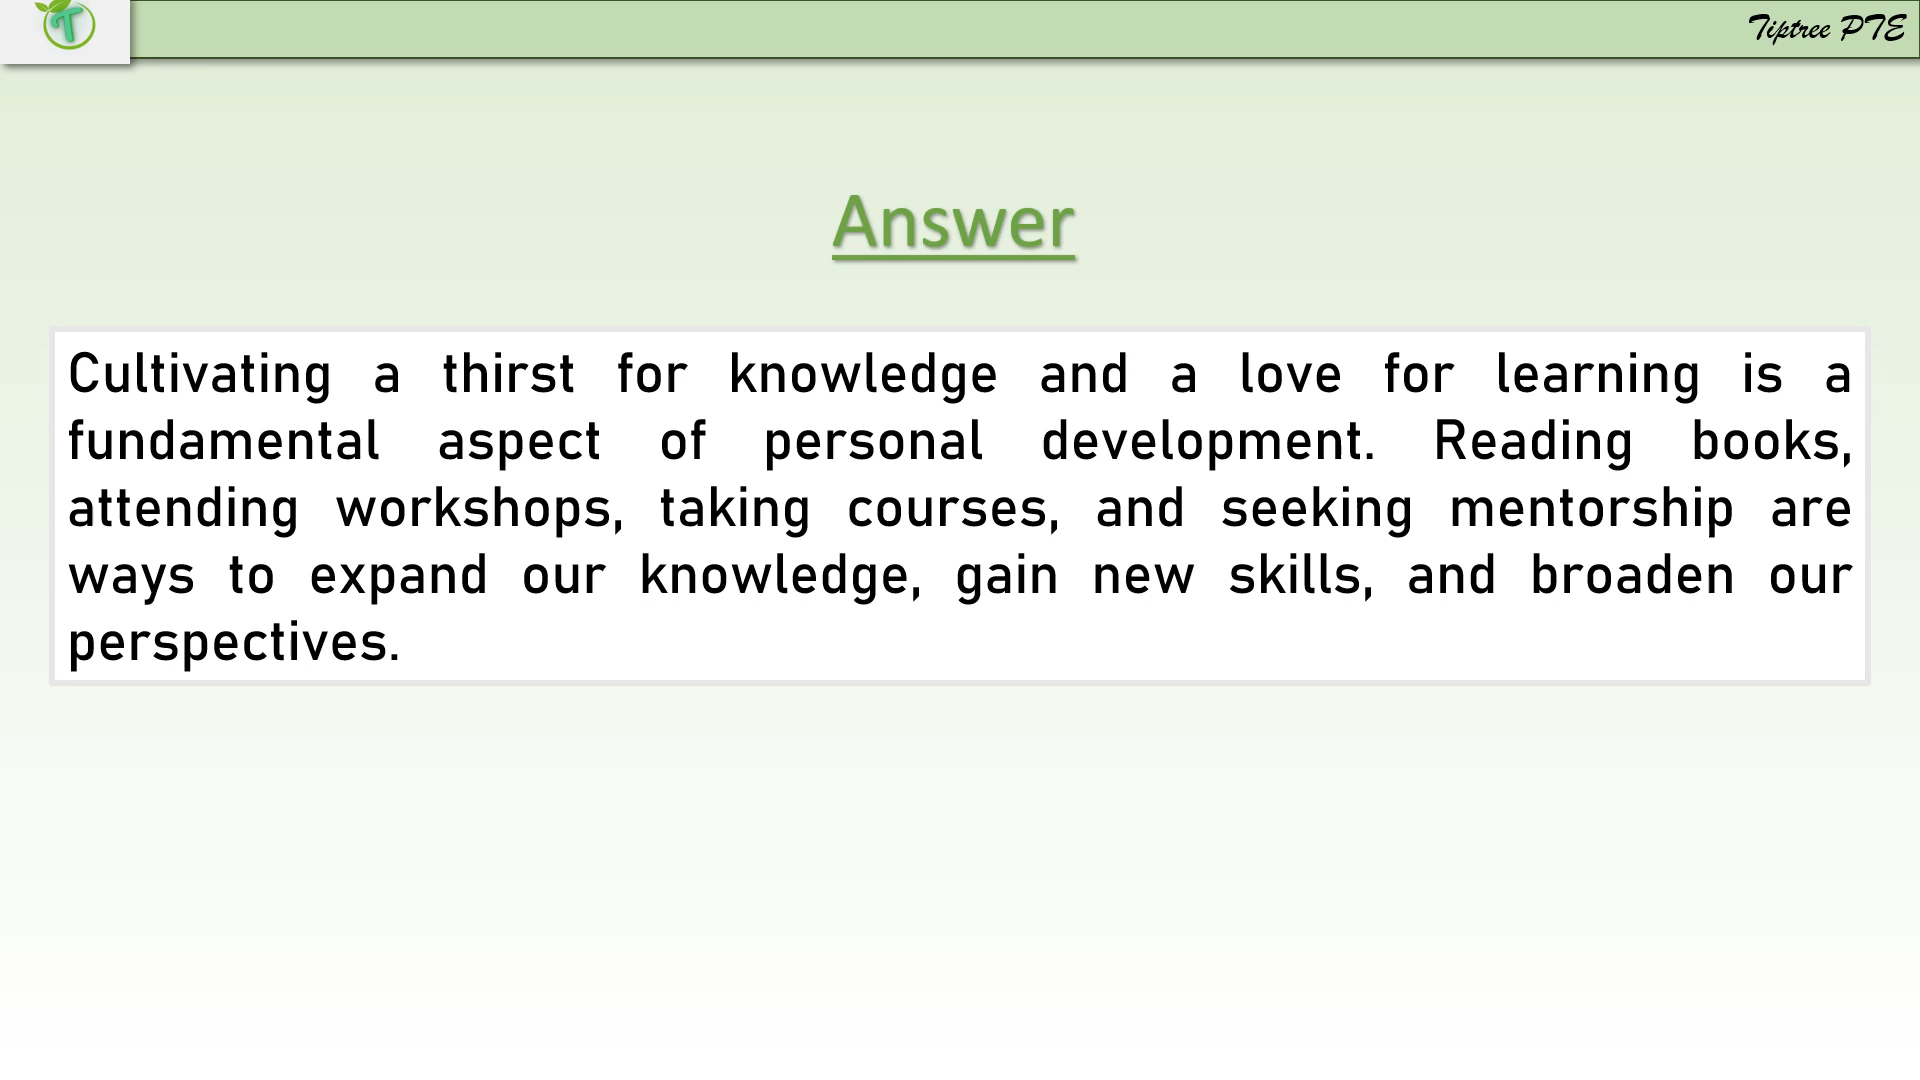 T
Tiptree PTE
Answer
Cultivating a thirst for knowledge and a love for learning is a
fundamental aspect of personal development. Reading books,
attending workshops, taking courses, and seeking mentorship are
ways to expand our knowledge, gain new skills, and broaden our
perspectives.